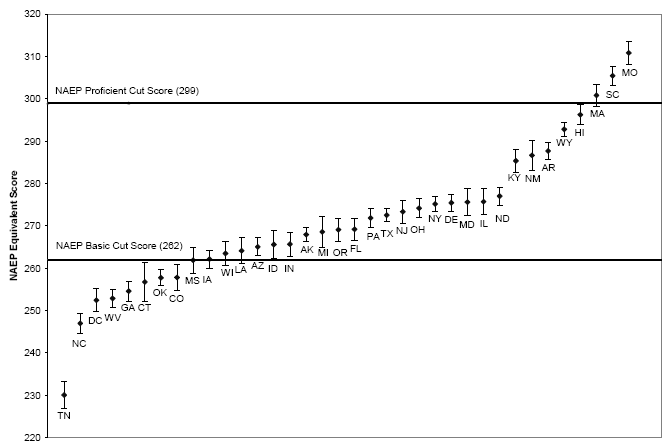 320
310
NAEP Proficient Cut Score (299)
300
290
280
270
NAEP Basic Cut Score (262)
260
250
240
230
220
NAEP Equivalent Score
TN
NC
DC
WV
GA
CT
OK
CO
MS
IA
WI
LA
AZ
ID
IN
AK
MI
OR
FL
PA
TX
NJ
OH
NY
DE
MD
IL
ND
KY
NM
AR
WY
HI
MA
SC
MO